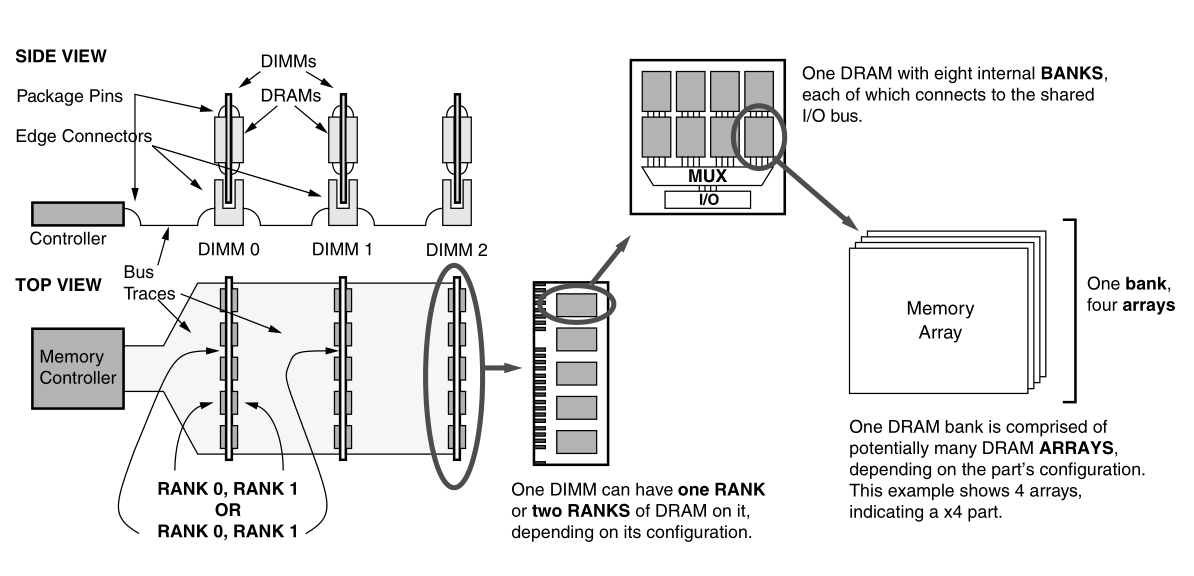 SIDE VIEW
DIMMs
Package Pins
DRAMs
Edge Connectors
Controller
DIMM 0
DIMM 1
DIMM 2
Bus
Traces
TOP VIEW
Memory
Controller
RANK 0, RANK 1
OR
RANK 0, RANK 1
One DIMM can have one RANK
or two RANKS of DRAM on it,
depending on its configuration.
MUX
I/O
One DRAM with eight internal BANKS,
each of which connects to the shared
I/O bus.
Memory
Array
One bank,
four arrays
One DRAM bank is comprised of
potentially many DRAM ARRAYS,
depending on the part's configuration.
This example shows 4 arrays,
indicating a x4 part.